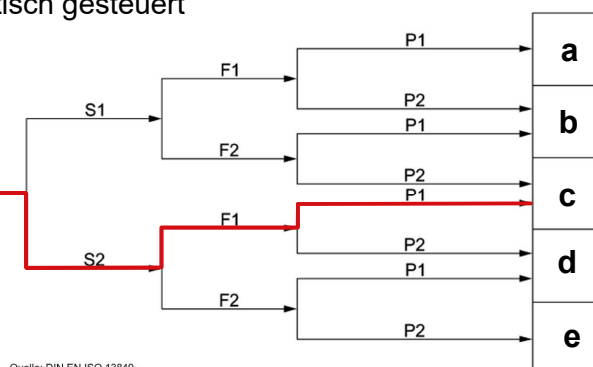 tisch gesteuert
P1
a
F1
S1
P2
b
P1
F2
P2
P1
c
F1
P2
d
S2
P1
F2
P2
e
Quelle: DIN EN ISO 13849